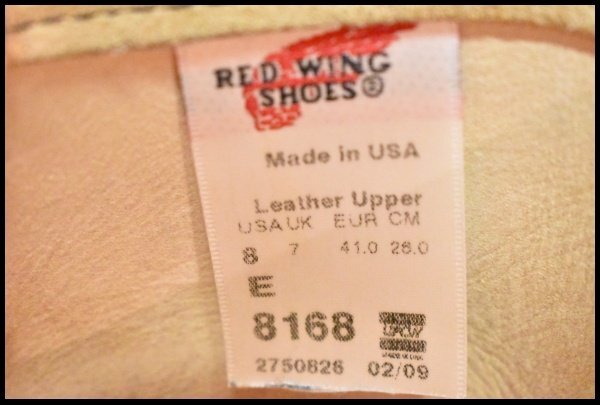 RED WING
SHOES®
Made in USA
Leather Upper
USA UK EUR CM
8 7 41.0 26.0
E
8168
2750826 02/09